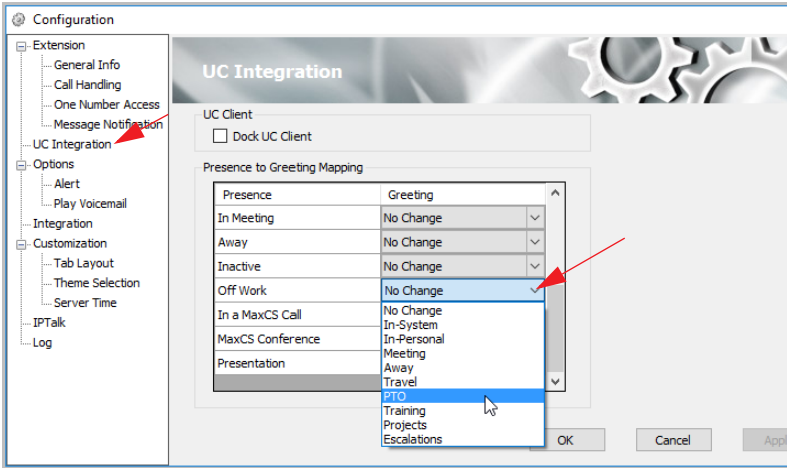 Configuration
Extension
General Info
Call Handling
One Number Access
Message Notification
UC Integration
Options
Alert
Play Voicemail
Integration
Customization
Tab Layout
Theme Selection
Server Time
IPTalk
Log
UC Integration
UC Client
Dock UC Client
Presence to Greeting Mapping
Presence Greeting
In Meeting No Change
Away No Change
Inactive No Change
Off Work No Change
In a MaxCS Call
MaxCS Conference
Presentation
No Change
In-System
In-Personal
Meeting
Away
Travel
PTO
Training
Projects
Escalations
OK Cancel Appl